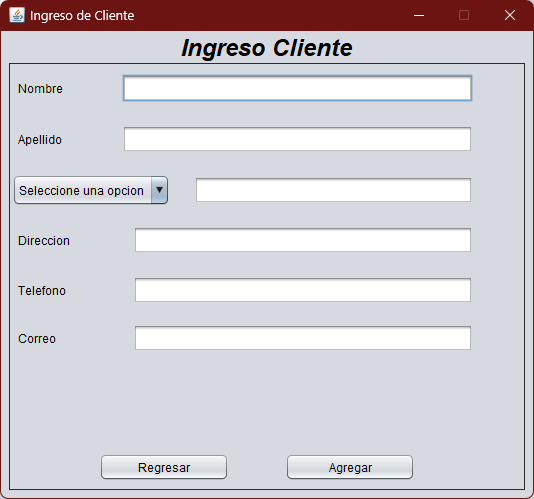 Ingreso de Cliente
Ingreso Cliente
Nombre
Apellido
Seleccione una opcion
Direccion
Telefono
Correo
Regresar Agregar